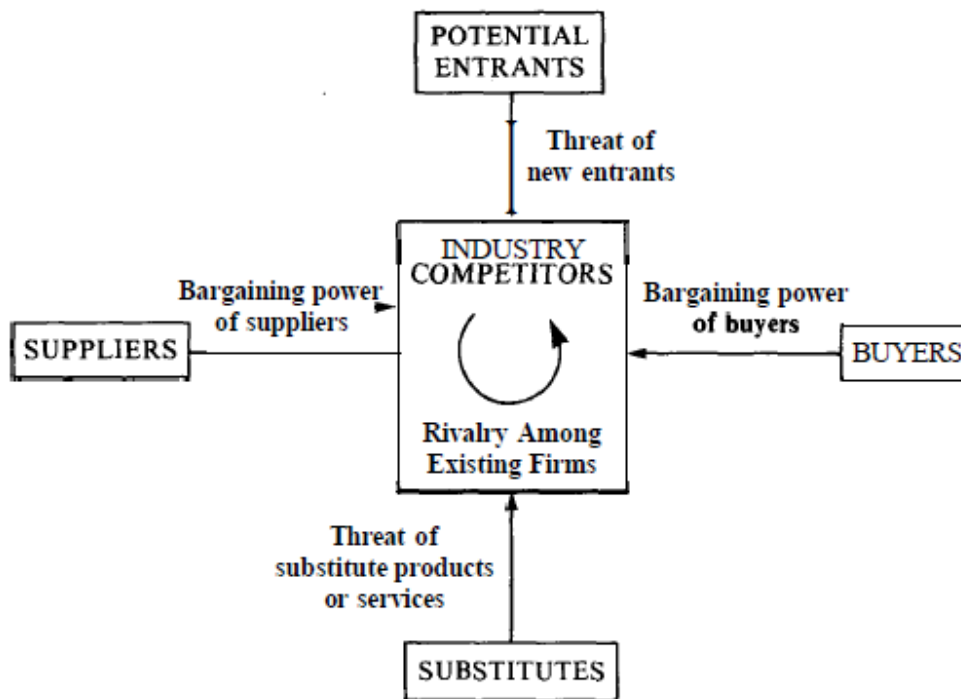 POTENTIAL
ENTRANTS
Threat of
new entrants
INDUSTRY
COMPETITORS
Bargaining power
of suppliers
SUPPLIERS
Bargaining power
of buyers
BUYERS
Rivalry Among
Existing Firms
Threat of
substitute products
or services
SUBSTITUTES